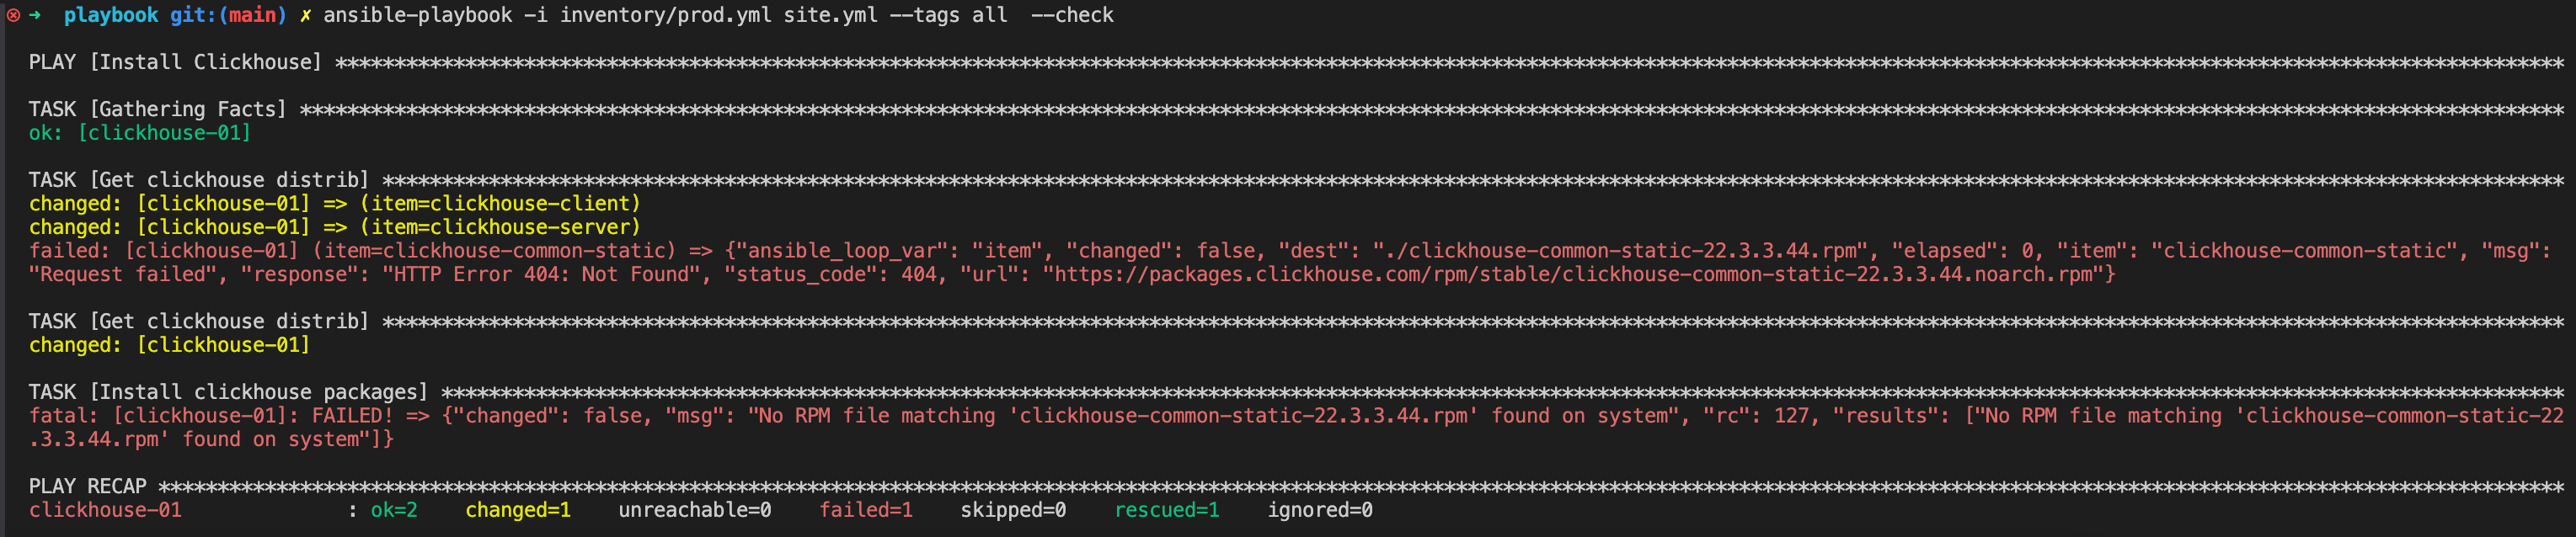 ➜  playbook git:(main) ✗ ansible-playbook -i inventory/prod.yml site.yml --tags all  --check
PLAY [Install Clickhouse] ********************************************************************************************************************************************************************************************
TASK [Gathering Facts] ***********************************************************************************************************************************************************************************************
ok: [clickhouse-01]
TASK [Get clickhouse distrib] ****************************************************************************************************************************************************************************************
changed: [clickhouse-01] => (item=clickhouse-client)
changed: [clickhouse-01] => (item=clickhouse-server)
failed: [clickhouse-01] (item=clickhouse-common-static) => {"ansible_loop_var": "item", "changed": false, "dest": "./clickhouse-common-static-22.3.3.44.rpm", "elapsed": 0, "item": "clickhouse-common-static", "msg":
"Request failed", "response": "HTTP Error 404: Not Found", "status_code": 404, "url": "https://packages.clickhouse.com/rpm/stable/clickhouse-common-static-22.3.3.44.noarch.rpm"}
TASK [Get clickhouse distrib] ****************************************************************************************************************************************************************************************
changed: [clickhouse-01]
TASK [Install clickhouse packages] ***********************************************************************************************************************************************************************************
fatal: [clickhouse-01]: FAILED! => {"changed": false, "msg": "No RPM file matching 'clickhouse-common-static-22.3.3.44.rpm' found on system", "rc": 127, "results": ["No RPM file matching 'clickhouse-common-static-22
.3.3.44.rpm' found on system"]}
PLAY RECAP ***********************************************************************************************************************************************************************************************************
clickhouse-01              : ok=2    changed=1    unreachable=0    failed=1    skipped=0    rescued=1    ignored=0